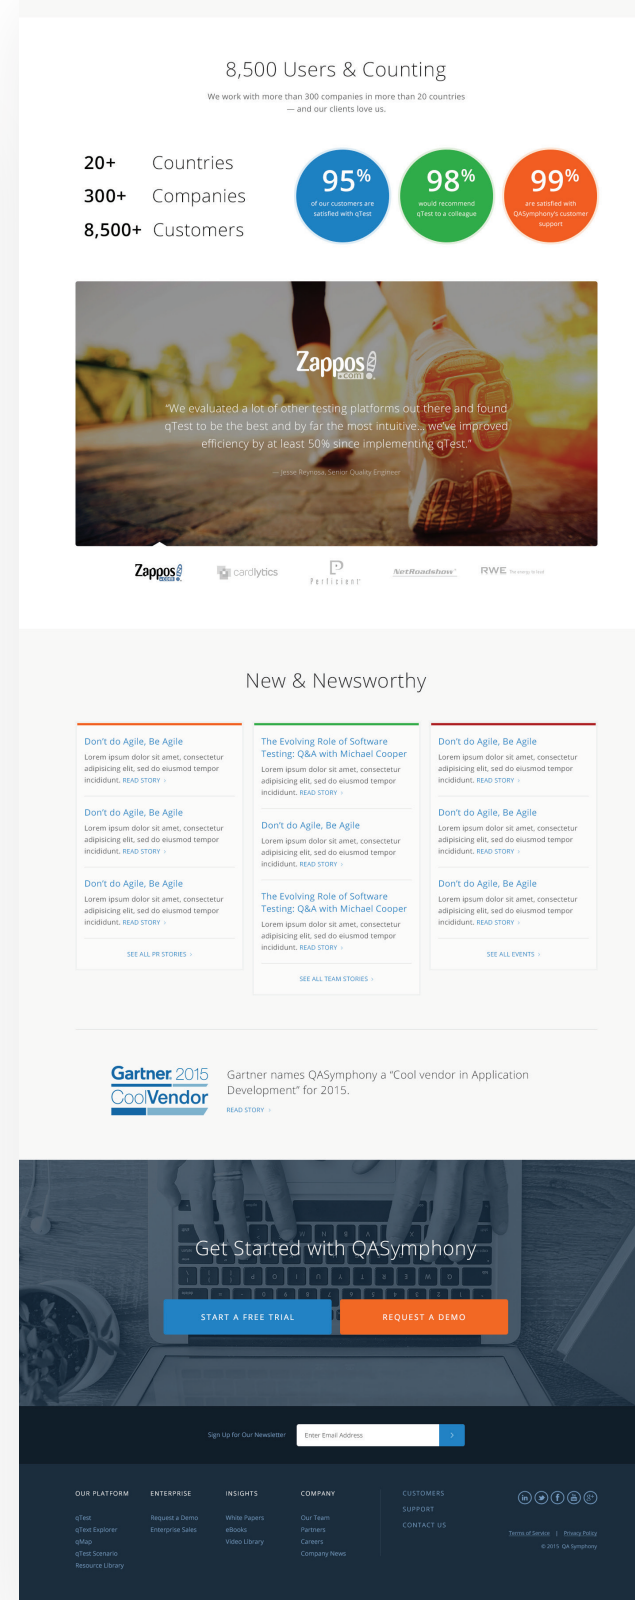 8,500 Users & Counting
We work with more than 300 companies in more than 20 countries
— and our clients love us.
20+ Countries
300+ Companies
8,500+ Customers
95%
of our customers are
satisfied with qTest
98%
would recommend
qTest to a colleague
99%
are satisfied with
QASymphony's customer
support
Zappos!
.com
“We evaluated a lot of other testing platforms out there and found
qTest to be the best and by far the most intuitive... we’ve improved
efficiency by at least 50% since implementing qTest.”
— Jesse Reynosa, Senior Quality Engineer
Zappos!
.com
cardlytics
Perficient
NetRoadshow
RWE The energy to lead
New & Newsworthy
Don’t do Agile, Be Agile
Lorem ipsum dolor sit amet, consectetur
adipisicing elit, sed do eiusmod tempor
incididunt. READ STORY ›
Don’t do Agile, Be Agile
Lorem ipsum dolor sit amet, consectetur
adipisicing elit, sed do eiusmod tempor
incididunt. READ STORY ›
Don’t do Agile, Be Agile
Lorem ipsum dolor sit amet, consectetur
adipisicing elit, sed do eiusmod tempor
incididunt. READ STORY ›
SEE ALL PR STORIES ›
The Evolving Role of Software
Testing: Q&A with Michael Cooper
Lorem ipsum dolor sit amet, consectetur
adipisicing elit, sed do eiusmod tempor
incididunt. READ STORY ›
Don’t do Agile, Be Agile
Lorem ipsum dolor sit amet, consectetur
adipisicing elit, sed do eiusmod tempor
incididunt. READ STORY ›
The Evolving Role of Software
Testing: Q&A with Michael Cooper
Lorem ipsum dolor sit amet, consectetur
adipisicing elit, sed do eiusmod tempor
incididunt. READ STORY ›
SEE ALL TEAM STORIES ›
Don’t do Agile, Be Agile
Lorem ipsum dolor sit amet, consectetur
adipisicing elit, sed do eiusmod tempor
incididunt. READ STORY ›
Don’t do Agile, Be Agile
Lorem ipsum dolor sit amet, consectetur
adipisicing elit, sed do eiusmod tempor
incididunt. READ STORY ›
Don’t do Agile, Be Agile
Lorem ipsum dolor sit amet, consectetur
adipisicing elit, sed do eiusmod tempor
incididunt. READ STORY ›
SEE ALL EVENTS ›
Gartner 2015
CoolVendor
Gartner names QASymphony a “Cool vendor in Application
Development” for 2015.
READ STORY ›
Get Started with QASymphony
START A FREE TRIAL
REQUEST A DEMO
Sign Up for Our Newsletter
Enter Email Address
OUR PLATFORM
qTest
qText Explorer
qMap
qTest Scenario
Resource Library
ENTERPRISE
Request a Demo
Enterprise Sales
INSIGHTS
White Papers
eBooks
Video Library
COMPANY
Our Team
Partners
Careers
Company News
CUSTOMERS
SUPPORT
CONTACT US
Terms of Service | Privacy Policy
© 2015 QA Symphony